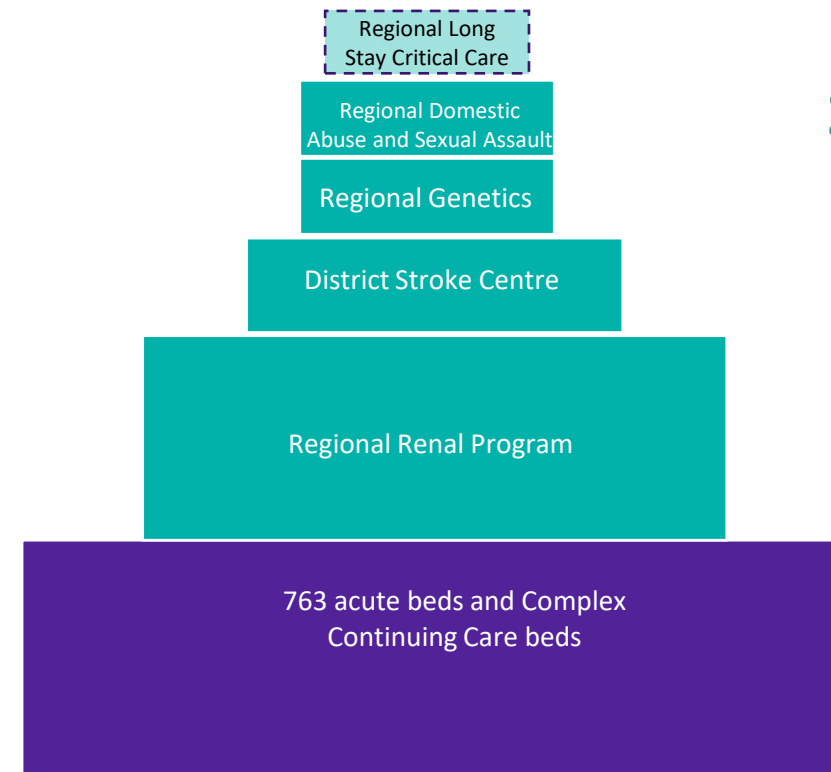 Regional Long
Stay Critical Care
Regional Domestic
Abuse and Sexual Assault
Regional Genetics
District Stroke Centre
Regional Renal Program
763 acute beds and Complex
Continuing Care beds